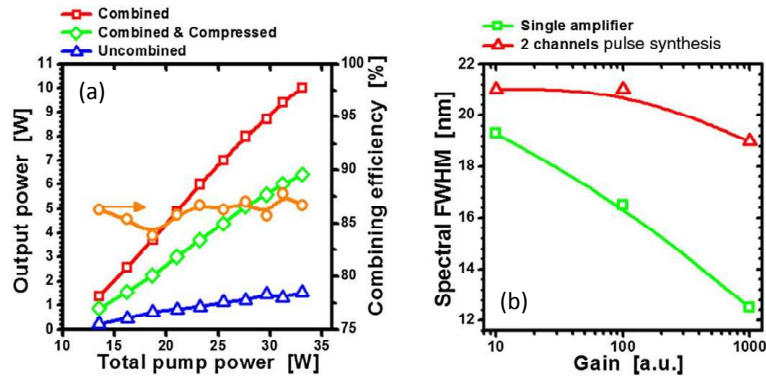 Combined
Combined & Compressed
Uncombined
(a)
Output power [W]
11
10
9
8
7
6
5
4
3
2
1
0
100
95
90
85
80
75
Combining efficiency [%]
10 15 20 25 30 35
Total pump power [W]
Single amplifier
2 channels pulse synthesis
(b)
Spectral FWHM [nm]
22
20
18
16
14
12
10 100 1000
Gain [a.u.]